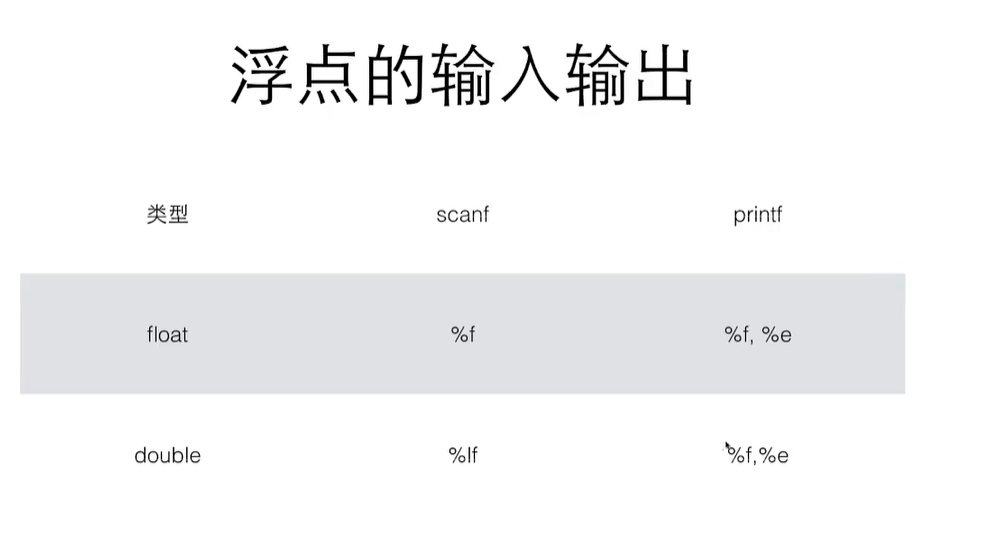 浮点的输入输出
类型 scanf printf
float %f %f, %e
double %lf %f,%e